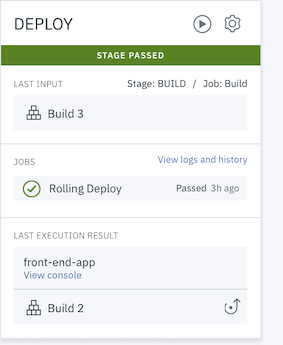 DEPLOY
STAGE PASSED
LAST INPUT Stage: BUILD / Job: Build
Build 3
JOBS View logs and history
Rolling Deploy Passed 3h ago
LAST EXECUTION RESULT
front-end-app
View console
Build 2